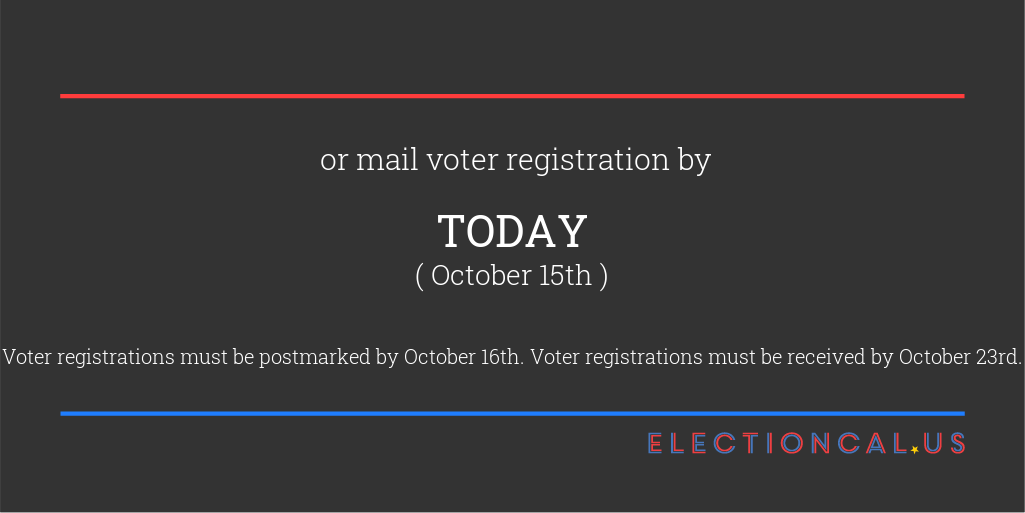 or mail voter registration by
TODAY
( October 15th )
Voter registrations must be postmarked by October 16th. Voter registrations must be received by October 23rd.
ELECTIONCAL.US